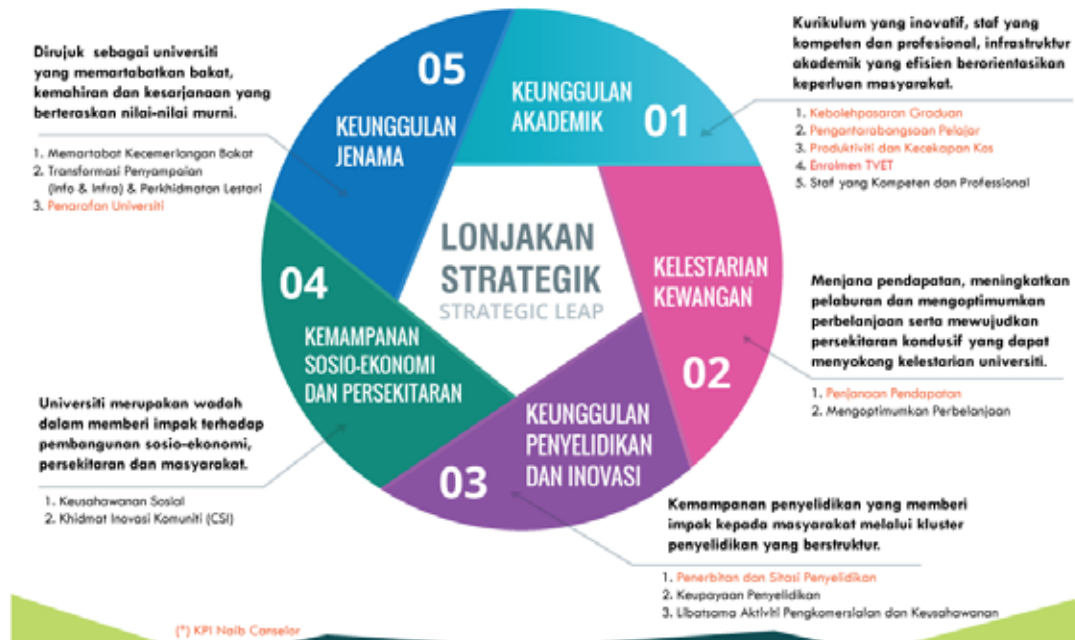 Dirujuk sebagai universiti
yang memartabatkan bakat,
kemahiran dan kesarjanaan yang
berteraskan nilai-nilai murni.
1. Memartabat Kecemerlangan Bakat
2. Transformasi Penyampaian
(Info & Infra) & Perkhidmatan Lestari
3. Penarafan Universiti
05
KEUNGGULAN
JENAMA
KEUNGGULAN
AKADEMIK
01
Kurikulum yang inovatif, staf yang
kompeten dan profesional, infrastruktur
akademik yang efisien berorientasikan
keperluan masyarakat.
1. Kebolehpasaran Graduan
2. Pengantarabangsaan Pelajar
3. Produktiviti dan Kecekapan Kos
4. Enrolmen TVET
5. Staf yang Kompeten dan Professional
LONJAKAN
STRATEGIK
STRATEGIC LEAP
KELESTARIAN
KEWANGAN
02
Menjana pendapatan, meningkatkan
pelaburan dan mengoptimumkan
perbelanjaan serta mewujudkan
persekitaran kondusif yang dapat
menyokong kelestarian universiti.
1. Penjanaan Pendapatan
2. Mengoptimumkan Perbelanjaan
04
KEMAMPANAN
SOSIO-EKONOMI
DAN PERSEKITARAN
Universiti merupakan wadah
dalam memberi impak terhadap
pembangunan sosio-ekonomi,
persekitaran dan masyarakat.
1. Keusahawanan Sosial
2. Khidmat Inovasi Komuniti (CSI)
KEUNGGULAN
PENYELIDIKAN
DAN INOVASI
03
Kemampanan penyelidikan yang memberi
impak kepada masyarakat melalui kluster
penyelidikan yang berstruktur.
1. Penerbitan dan Sitasi Penyelidikan
2. Keupayaan Penyelidikan
3. Libatsama Aktiviti Pengkomersialan dan Keusahawanan
(*) KPI Naib Canselor